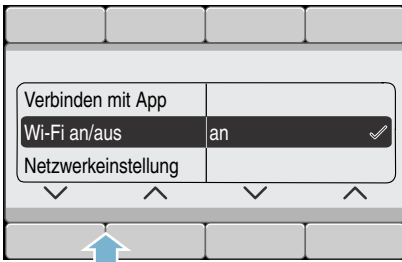 Verbinden mit App
Wi-Fi an/aus an
Netzwerkeinstellung